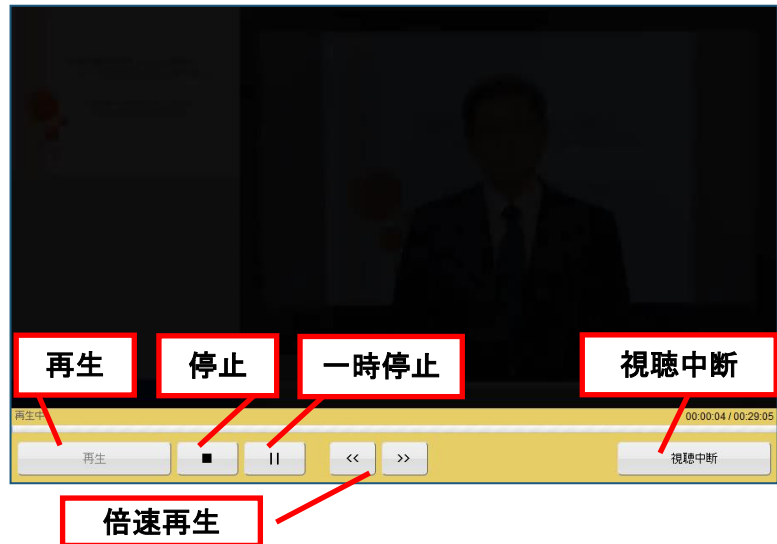 再生
停止
一時停止
視聴中断
再生中
00:00:04 / 00:29:05
再生
■
||
<<
>>
視聴中断
倍速再生